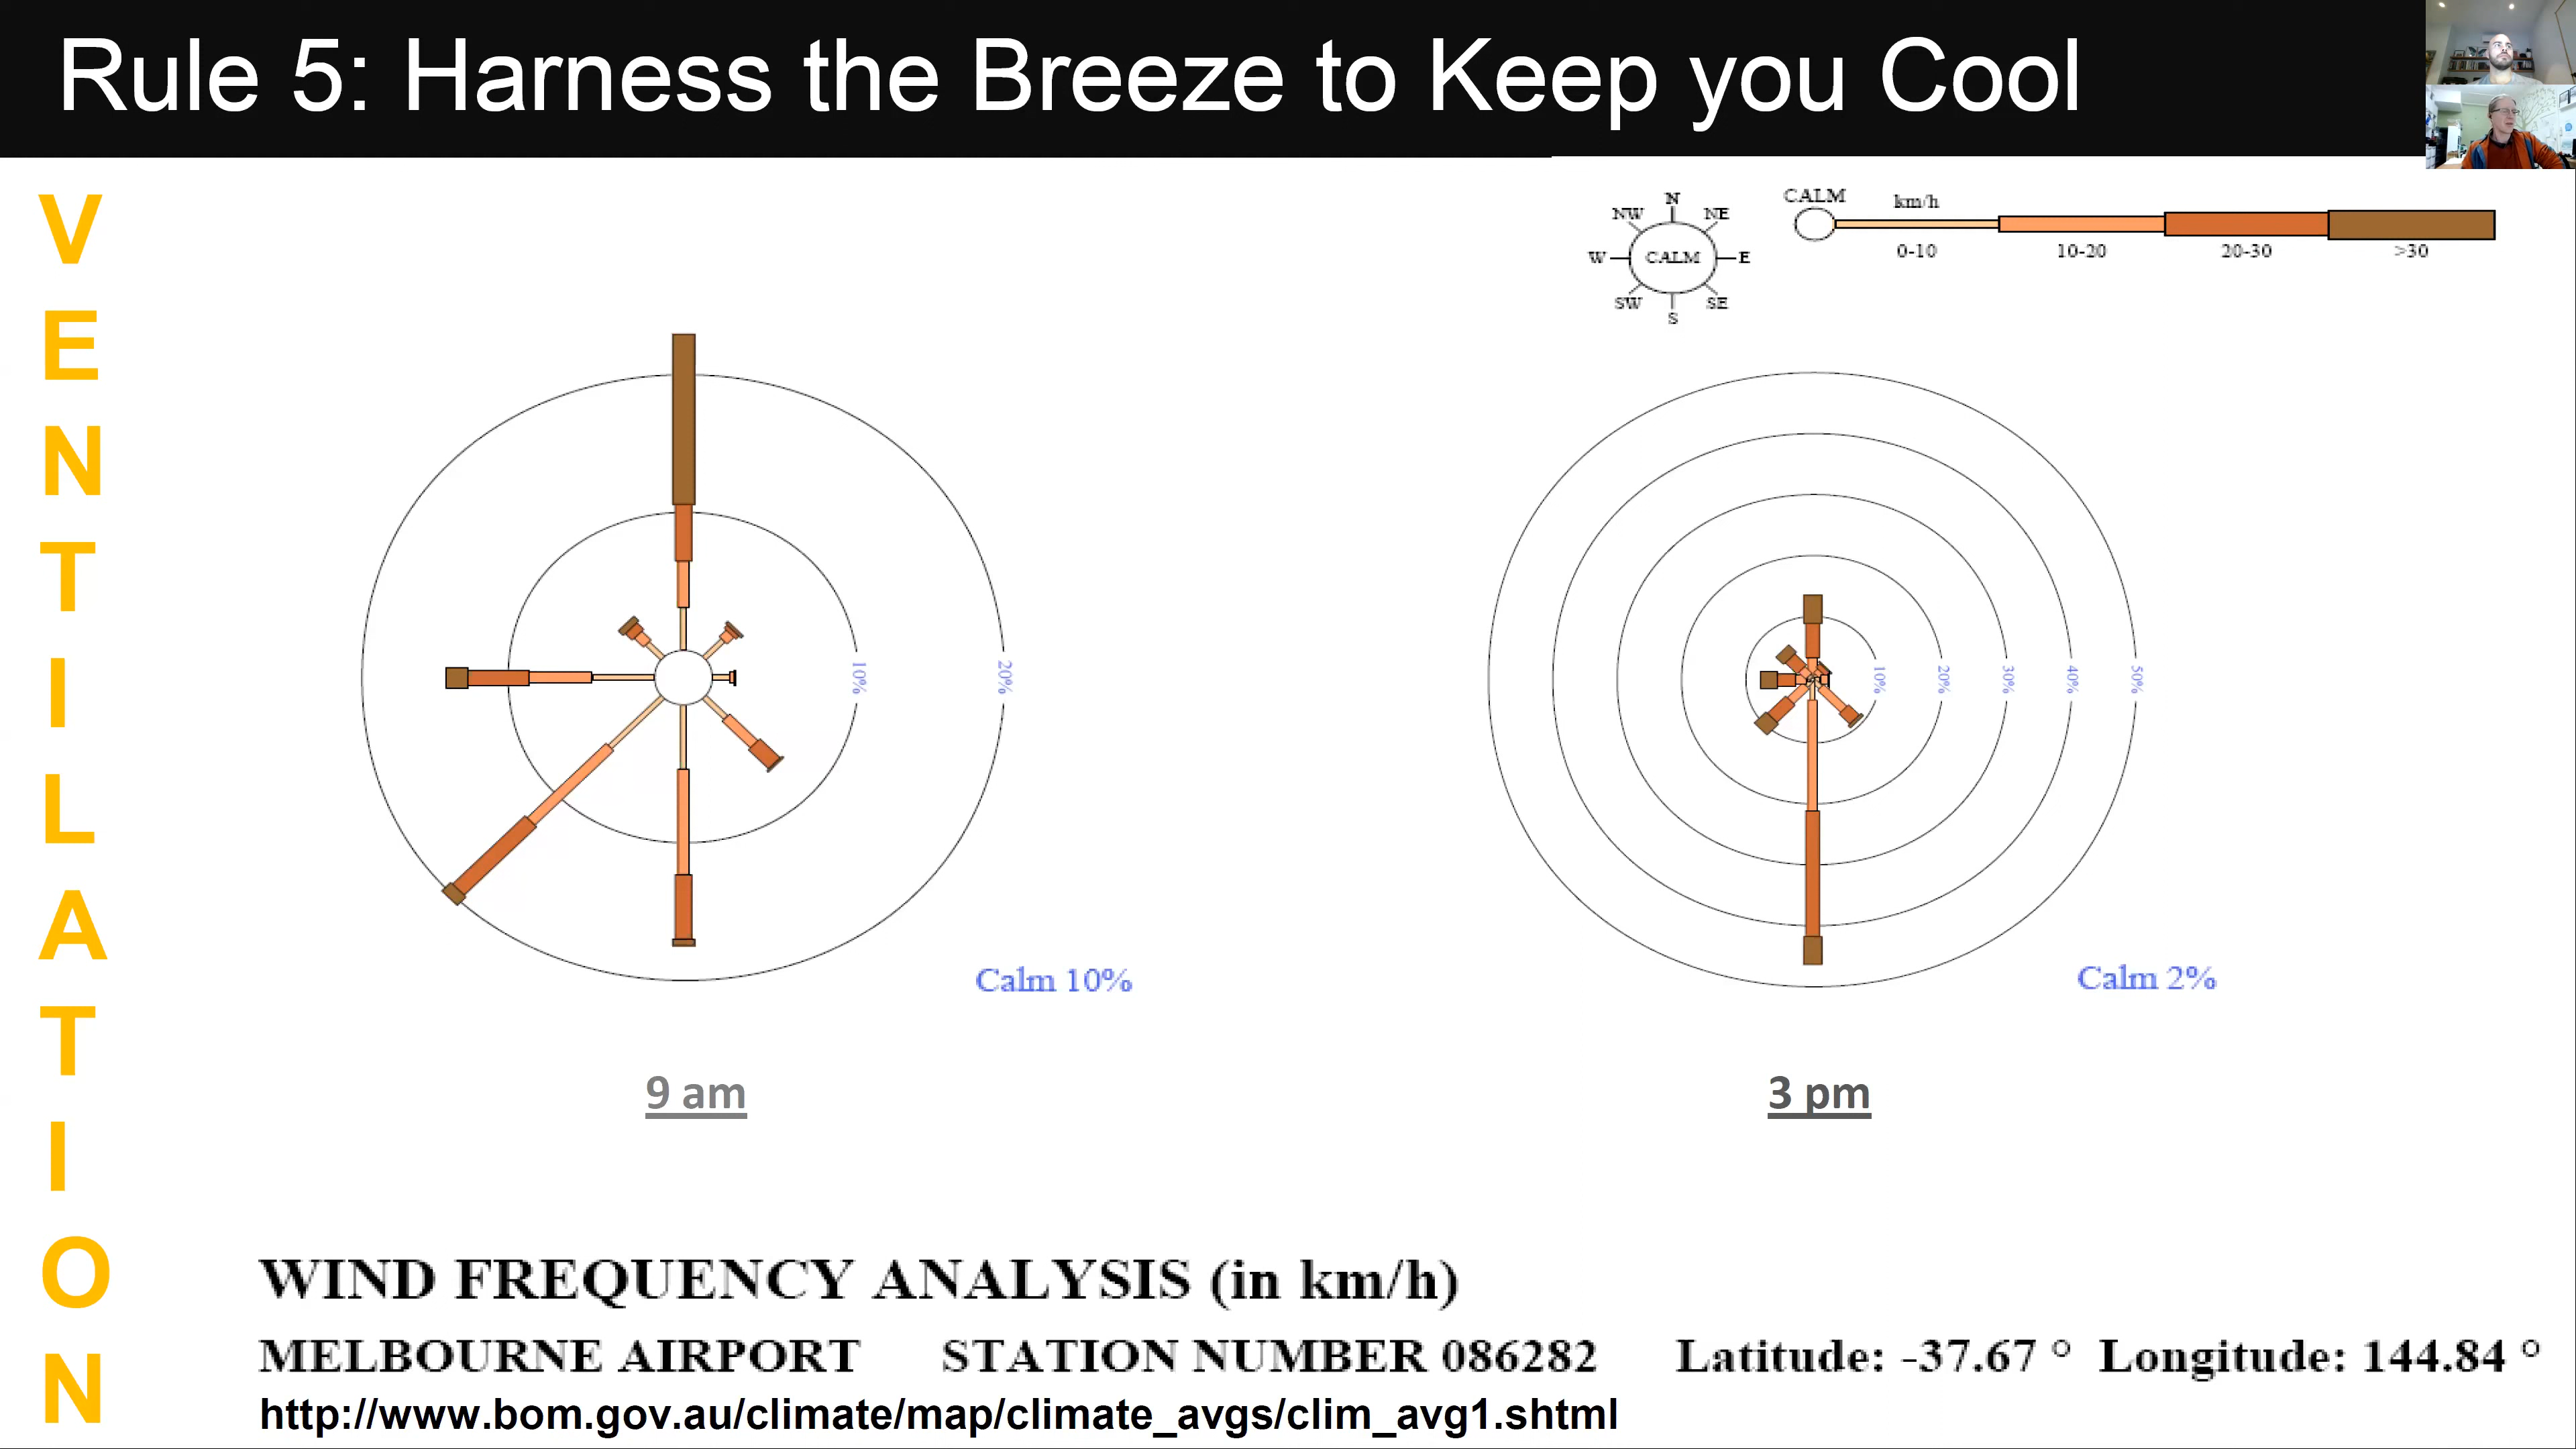 Rule 5: Harness the Breeze to Keep you Cool
VENTILATION
N
NW NE
W CALM E
SW SE
S
CALM km/h
0-10 10-20 20-30 >30
10% 20%
Calm 10%
9 am
10% 20% 30% 40% 50%
Calm 2%
3 pm
WIND FREQUENCY ANALYSIS (in km/h)
MELBOURNE AIRPORT STATION NUMBER 086282 Latitude: -37.67 ° Longitude: 144.84 °
http://www.bom.gov.au/climate/map/climate_avgs/clim_avg1.shtml